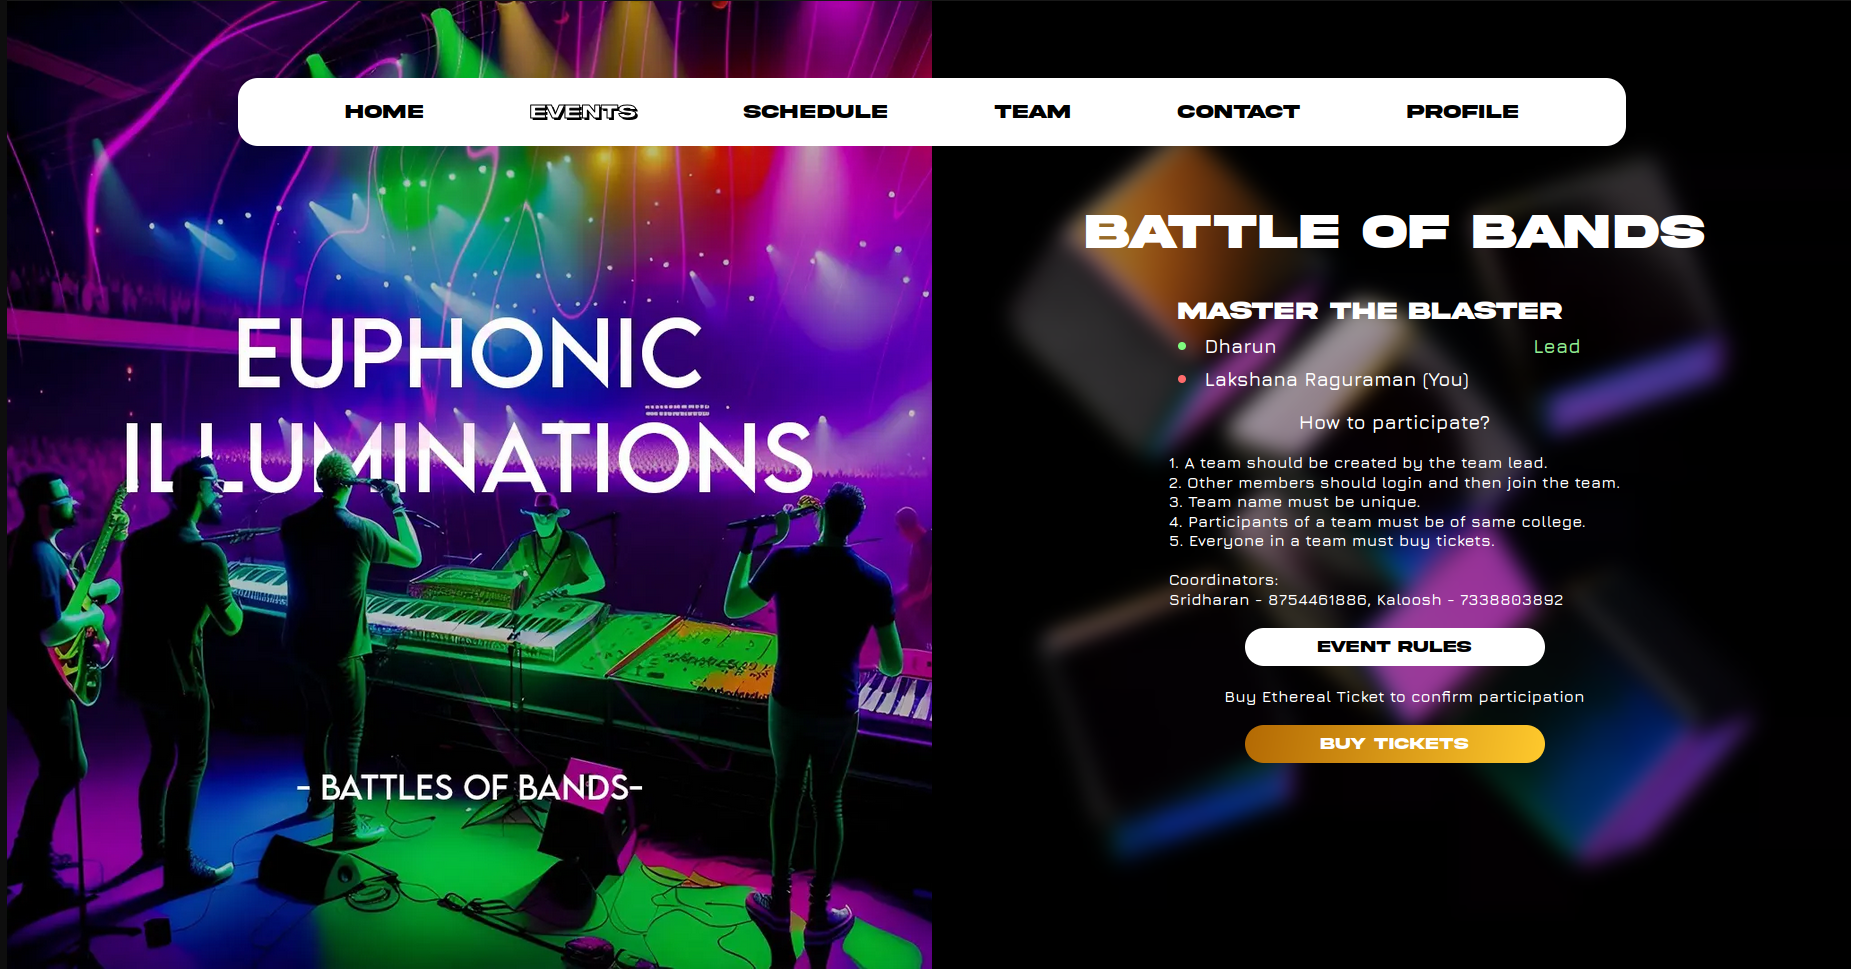 HOME EVENTS SCHEDULE TEAM CONTACT PROFILE
EUPHONIC
ILLUMINATIONS
- BATTLES OF BANDS-
BATTLE OF BANDS
MASTER THE BLASTER
Dharun Lead
Lakshana Raguraman (You)
How to participate?
1. A team should be created by the team lead.
2. Other members should login and then join the team.
3. Team name must be unique.
4. Participants of a team must be of same college.
5. Everyone in a team must buy tickets.
Coordinators:
Sridharan - 8754461886, Kaloosh - 7338803892
EVENT RULES
Buy Ethereal Ticket to confirm participation
BUY TICKETS